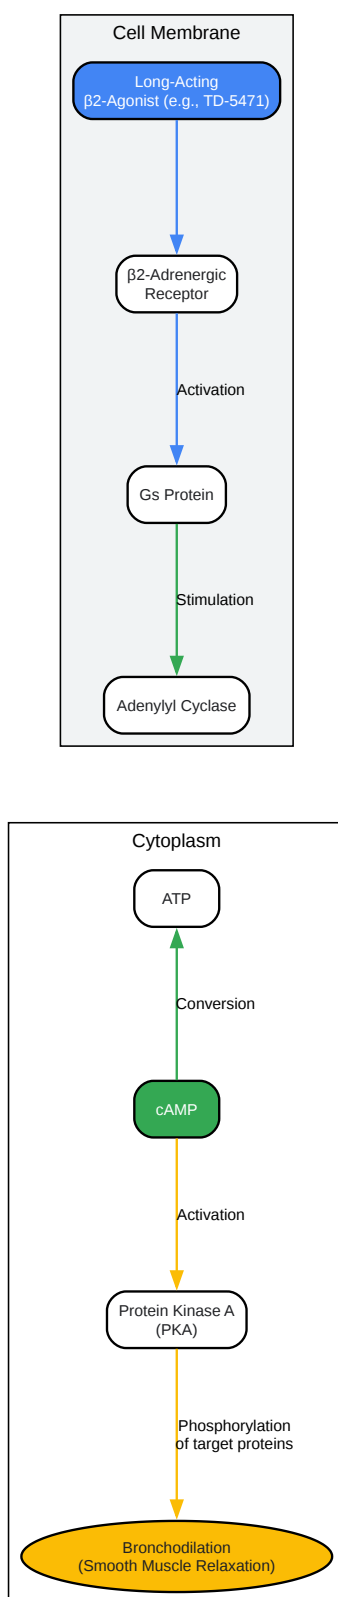 Cell Membrane
Long-Acting
β2-Agonist (e.g., TD-5471)
β2-Adrenergic
Receptor
Activation
Gs Protein
Stimulation
Adenylyl Cyclase
Cytoplasm
ATP
Conversion
cAMP
Activation
Protein Kinase A
(PKA)
Phosphorylation
of target proteins
Bronchodilation
(Smooth Muscle Relaxation)